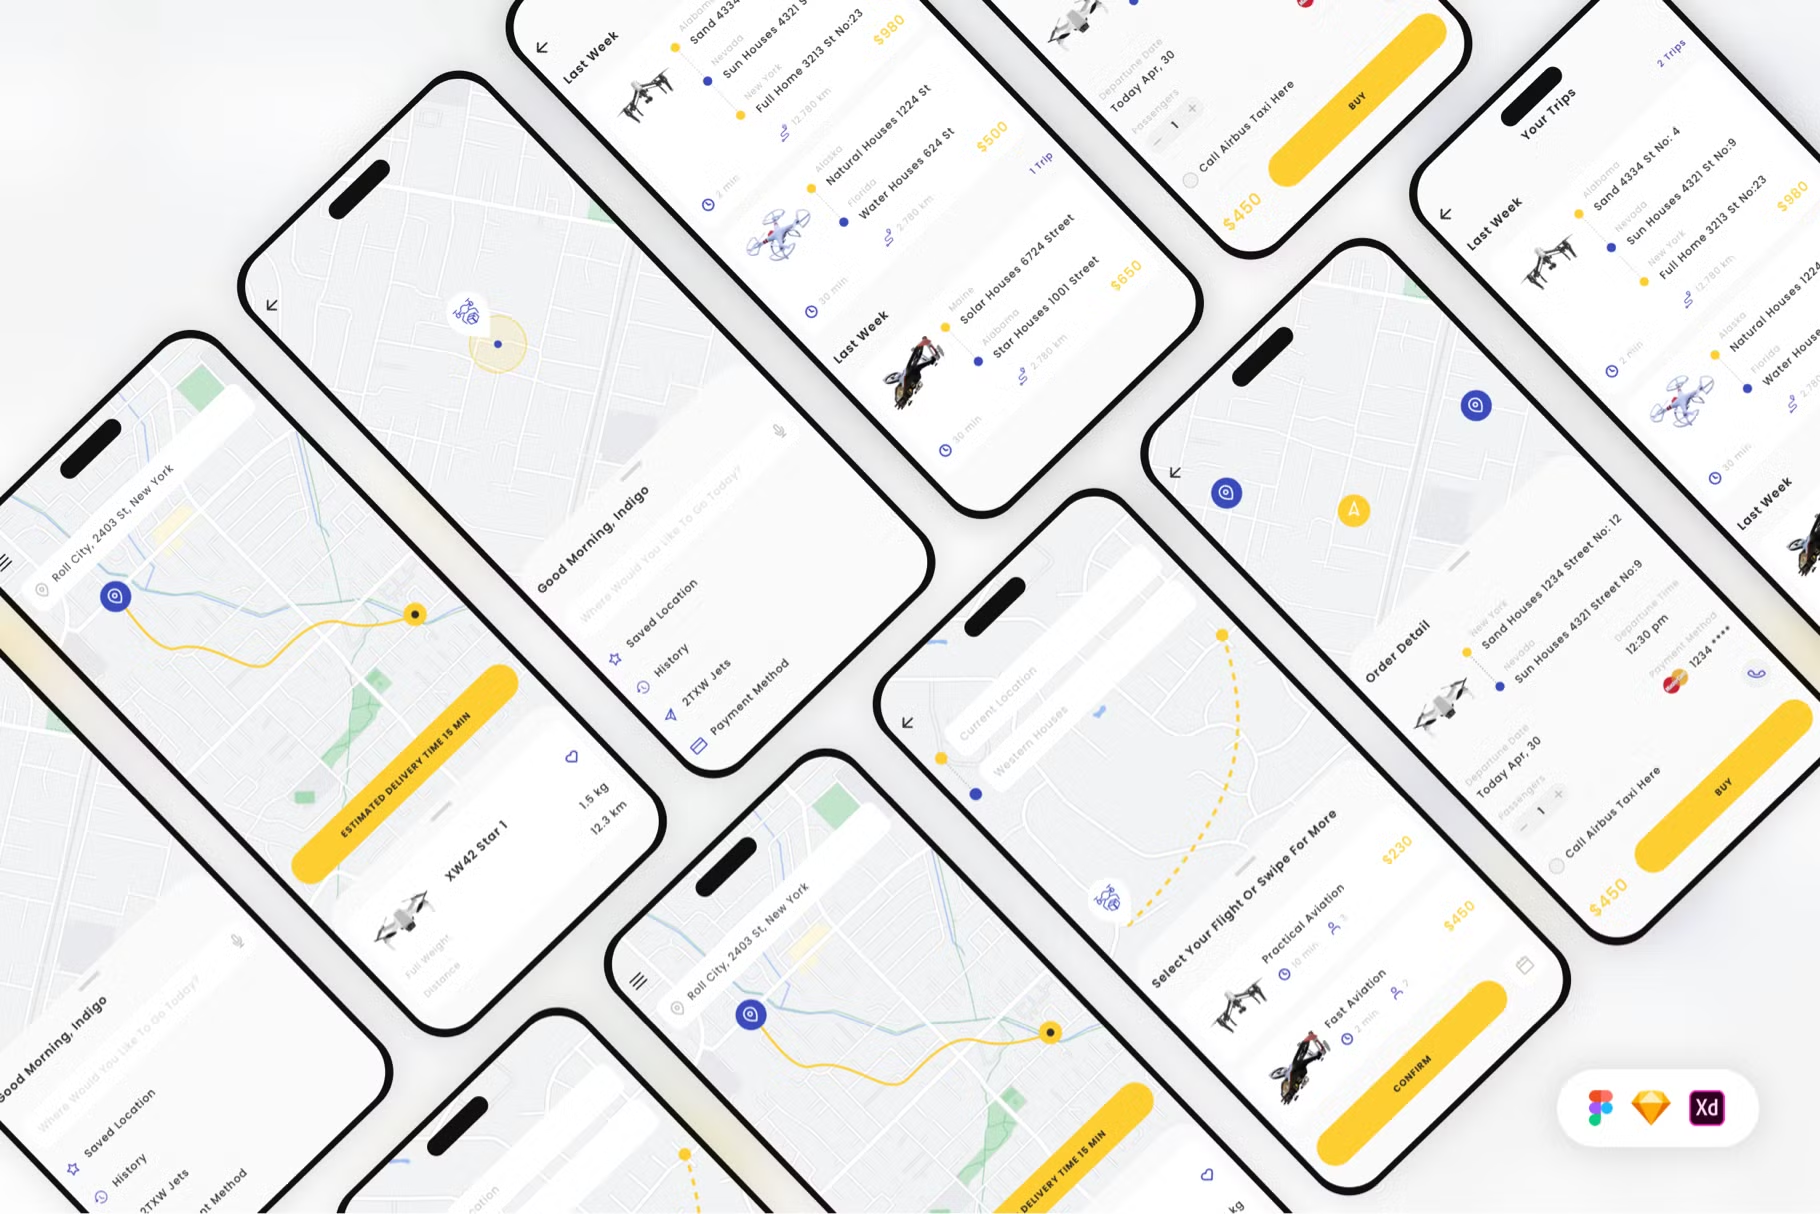 Last Week
Alabama
Sand 4334
Nevada
Sun Houses 4321 S
New York
Full Home 3213 St No:23
12.780 km
$980
2 min
Alaska
Natural Houses 1224 St
Florida
Water Houses 624 St
2.780 km
$500
30 min
1 Trip
Last Week
Maine
Solar Houses 6724 Street
Alabama
Star Houses 1001 Street
2.780 km
$650
30 min
Departune Date
Today Apr, 30
Passengers
− 1 +
Call Airbus Taxi Here
$450
BUY
Your Trips
2 Trips
Last Week
Alabama
Sand 4334 St No: 4
Nevada
Sun Houses 4321 St No:9
New York
Full Home 3213 St No:23
12.780 km
$980
2 min
Alaska
Natural Houses 1224
Florida
Water House
30 min
Last Week
Good Morning, Indigo
Where Would You Like To Go Today?
Saved Location
History
2TXW Jets
Payment Method
Roll City, 2403 St, New York
ESTIMATED DELIVERY TIME 15 MIN
XW42 Star 1
Full Weight
1.5 kg
Distance
12.3 km
Order Detail
New York
Sand Houses 1234 Street No: 12
Nevada
Sun Houses 4321 Street No:9
Departune Date
Today Apr, 30
Departune Time
12:30 pm
Passengers
− 1 +
Payment Method
1234 ••••
Call Airbus Taxi Here
$450
BUY
Current Location
Western Houses
Select Your Flight Or Swipe For More
Practical Aviation
10 min
$230
Fast Aviation
2 min
$450
CONFIRM
Good Morning, Indigo
Where Would You Like To Go Today?
Saved Location
History
2TXW Jets
nt Method
Roll City, 2403 St, New York
DELIVERY TIME 15 MIN
kg
cation
Xd